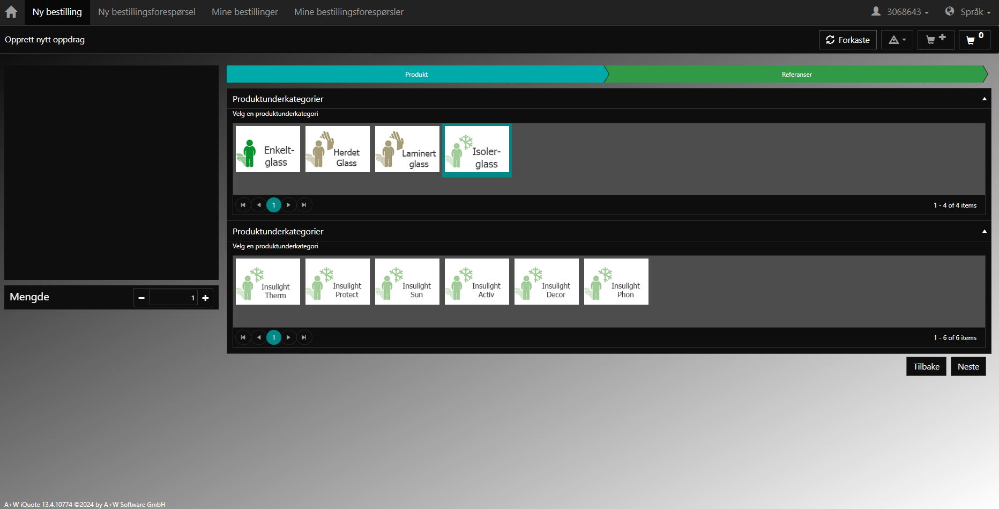 Ny bestilling
Ny bestillingsforespørsel
Mine bestillinger
Mine bestillingsforespørsler
3068643
Språk
Opprett nytt oppdrag
Forkaste
0
Produkt
Referanser
Produktunderkategorier
Velg en produktunderkategori
Enkelt-
glass
Herdet
Glass
Laminert
glass
Isoler-
glass
1
1 - 4 of 4 items
Produktunderkategorier
Velg en produktunderkategori
Insulight
Therm
Insulight
Protect
Insulight
Sun
Insulight
Activ
Insulight
Decor
Insulight
Phon
1
1 - 6 of 6 items
Mengde
1
Tilbake
Neste
A+W iQuote 13.4.10774 ©2024 by A+W Software GmbH